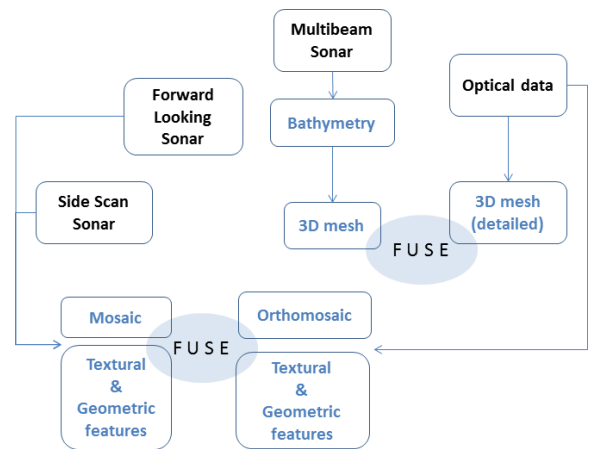 Multibeam
Sonar
Forward
Looking
Sonar
Optical data
Bathymetry
Side Scan
Sonar
3D mesh
3D mesh
(detailed)
F U S E
Mosaic
Orthomosaic
F U S E
Textural
&
Geometric
features
Textural
&
Geometric
features